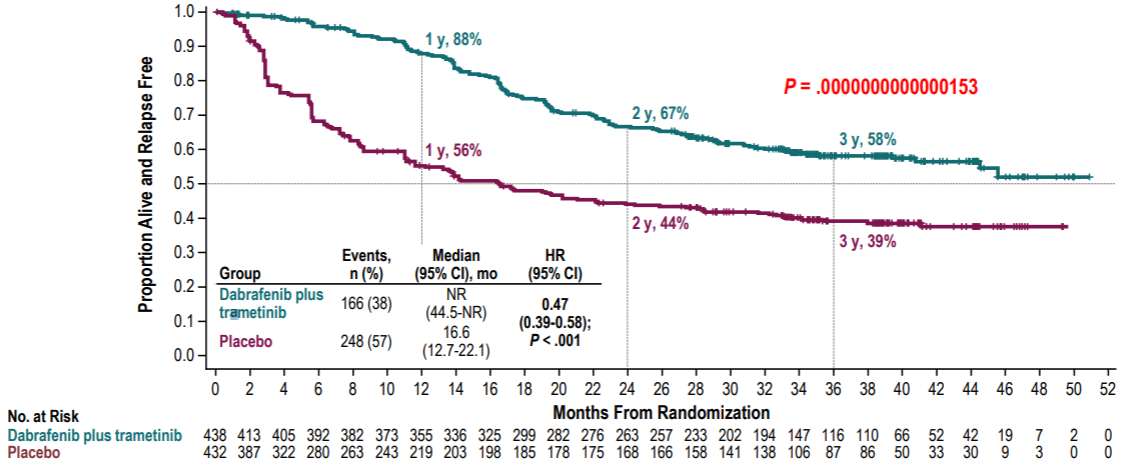 Proportion Alive and Relapse Free
1.0
0.9
0.8
0.7
0.6
0.5
0.4
0.3
0.2
0.1
0.0
1 y, 88%
2 y, 67%
3 y, 58%
P = .0000000000000153
1 y, 56%
2 y, 44%
3 y, 39%
Group Events, n (%) Median (95% CI), mo HR (95% CI)
Dabrafenib plus trametinib 166 (38) NR (44.5-NR) 0.47 (0.39-0.58); P < .001
Placebo 248 (57) 16.6 (12.7-22.1)
0 2 4 6 8 10 12 14 16 18 20 22 24 26 28 30 32 34 36 38 40 42 44 46 48 50 52
Months From Randomization
No. at Risk
Dabrafenib plus trametinib 438 413 405 392 382 373 355 336 325 299 282 276 263 257 233 202 194 147 116 110 66 52 42 19 7 2 0
Placebo 432 387 322 280 263 243 219 203 198 185 178 175 168 166 158 141 138 106 87 86 50 33 30 9 3 0 0